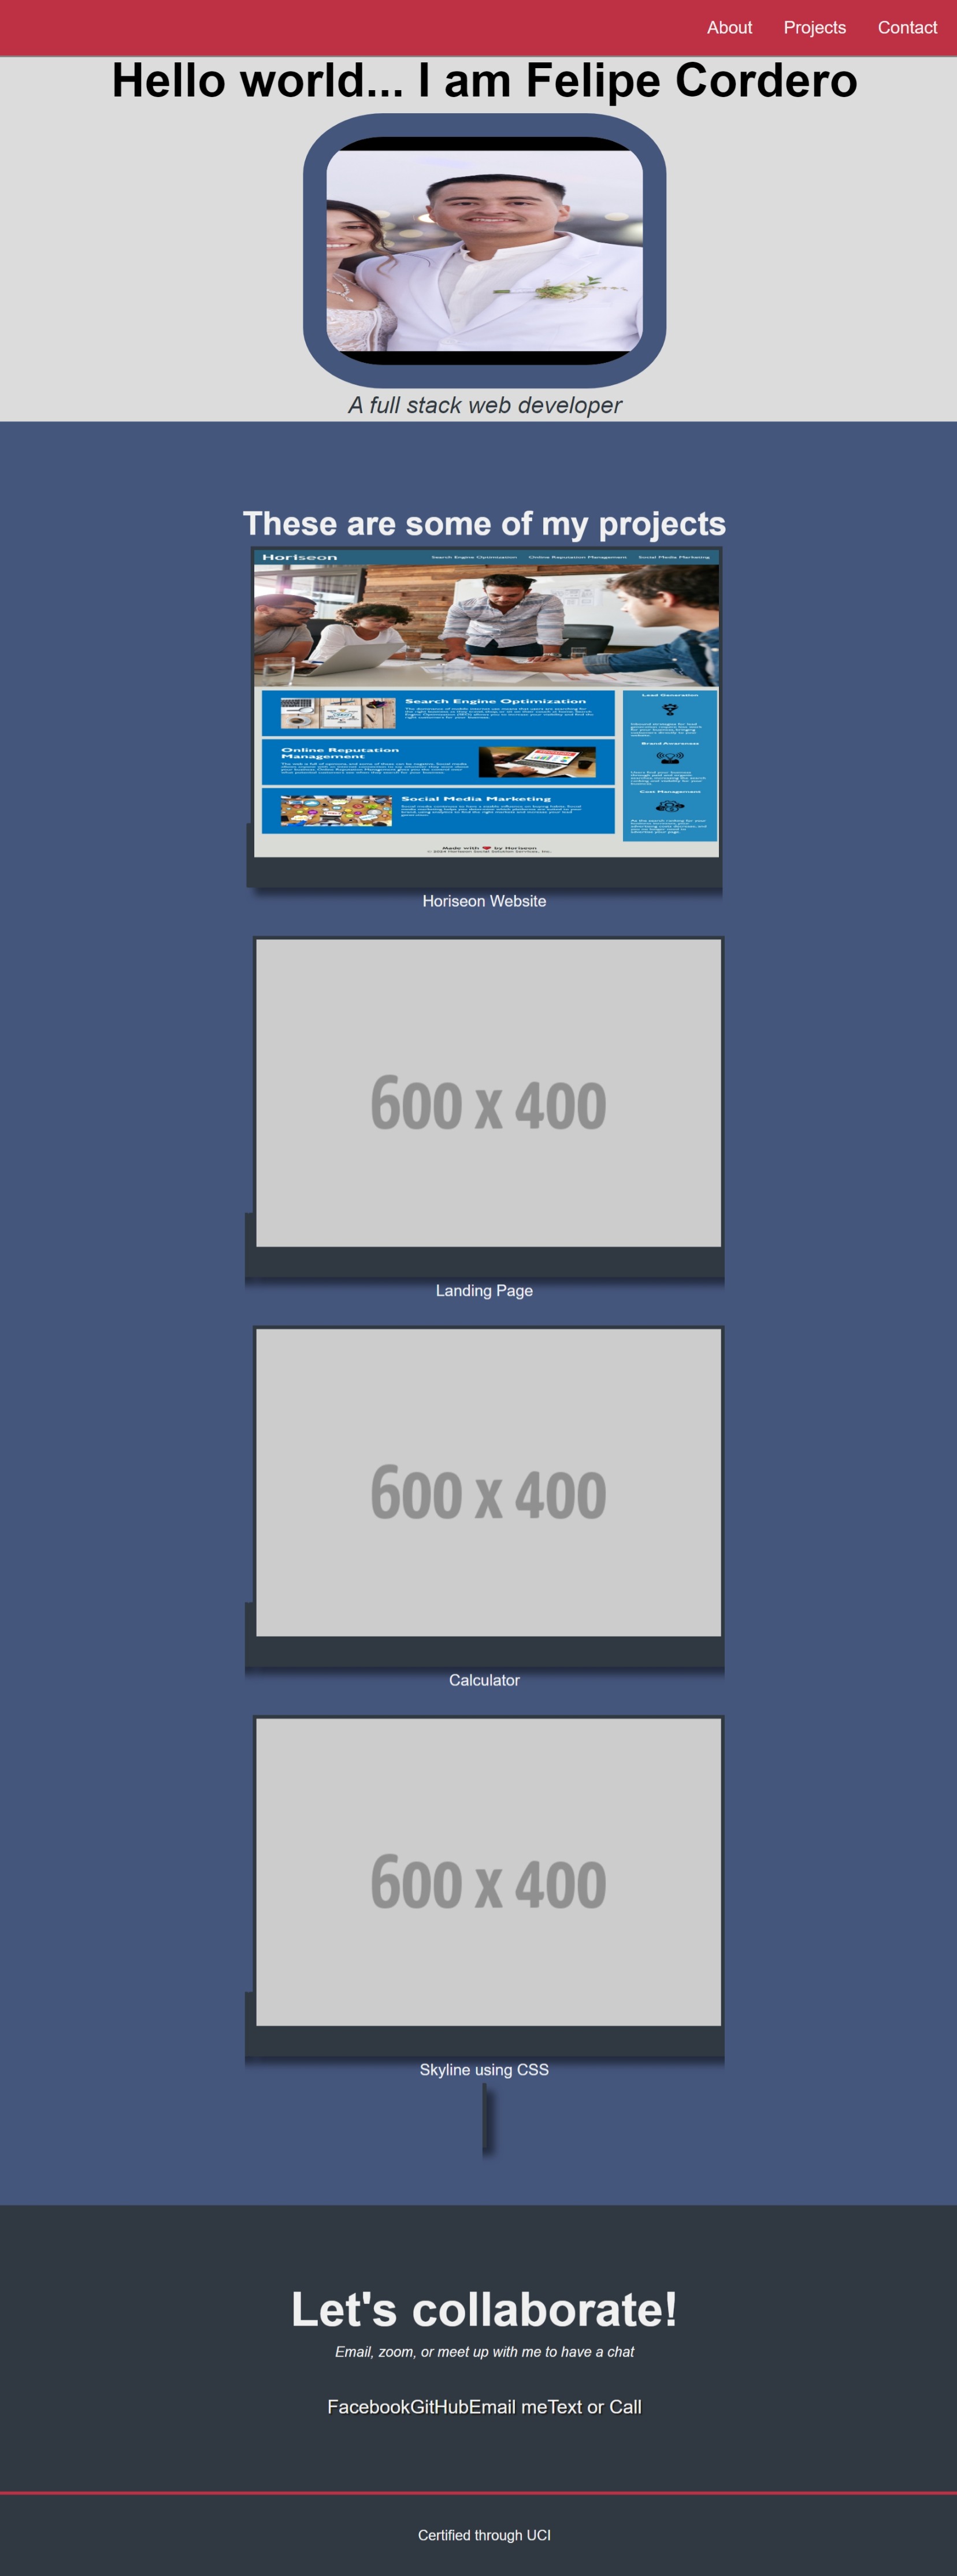 About Projects Contact
Hello world... I am Felipe Cordero
A full stack web developer
These are some of my projects
Horiseon
Search Engine Optimization Online Reputation Management Social Media Marketing
Search Engine Optimization
Online Reputation
Management
Social Media Marketing
Lead Generation
Brand Awareness
Cost Management
Made with ❤ by Horiseon
Horiseon Website
600 x 400
Landing Page
600 x 400
Calculator
600 x 400
Skyline using CSS
Let's collaborate!
Email, zoom, or meet up with me to have a chat
FacebookGitHubEmail meText or Call
Certified through UCI